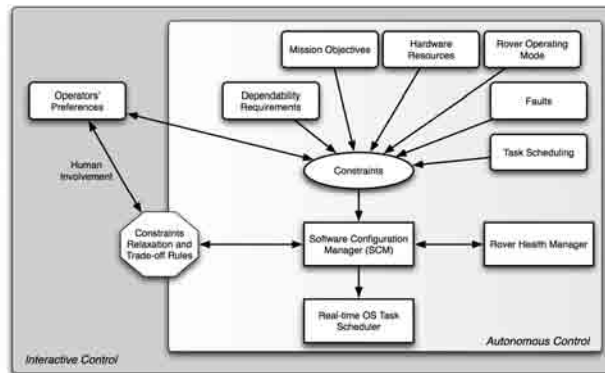 Mission Objectives
Hardware
Resources
Rover Operating
Mode
Operators'
Preferences
Dependability
Requirements
Faults
Task Scheduling
Human
Involvement
Constraints
Constraints
Relaxation and
Trade-off Rules
Software Configuration
Manager (SCM)
Rover Health Manager
Real-time OS Task
Scheduler
Autonomous Control
Interactive Control